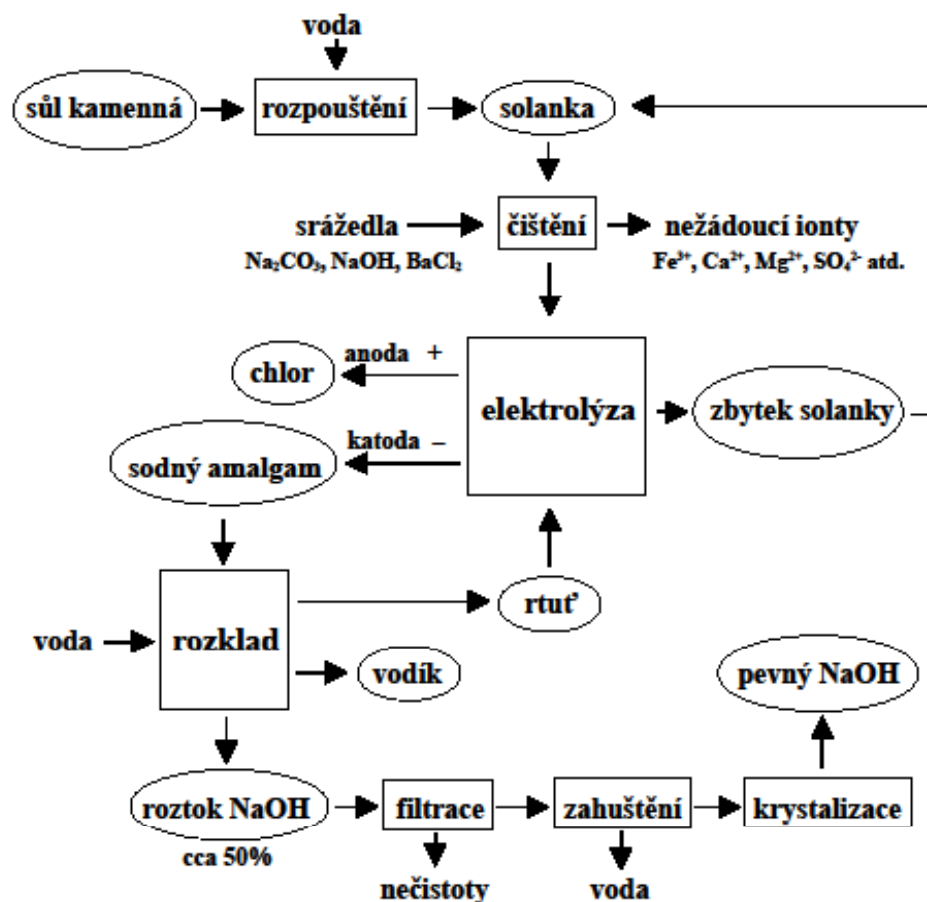 voda
sůl kamenná
rozpouštění
solanka
srážedla
čištění
nežádoucí ionty
Na₂CO₃, NaOH, BaCl₂
Fe³⁺, Ca²⁺, Mg²⁺, SO₄²⁻ atd.
anoda +
chlor
elektrolýza
zbytek solanky
katoda –
sodný amalgam
rtuť
voda
rozklad
vodík
pevný NaOH
roztok NaOH
filtrace
zahuštění
krystalizace
cca 50%
nečistoty
voda